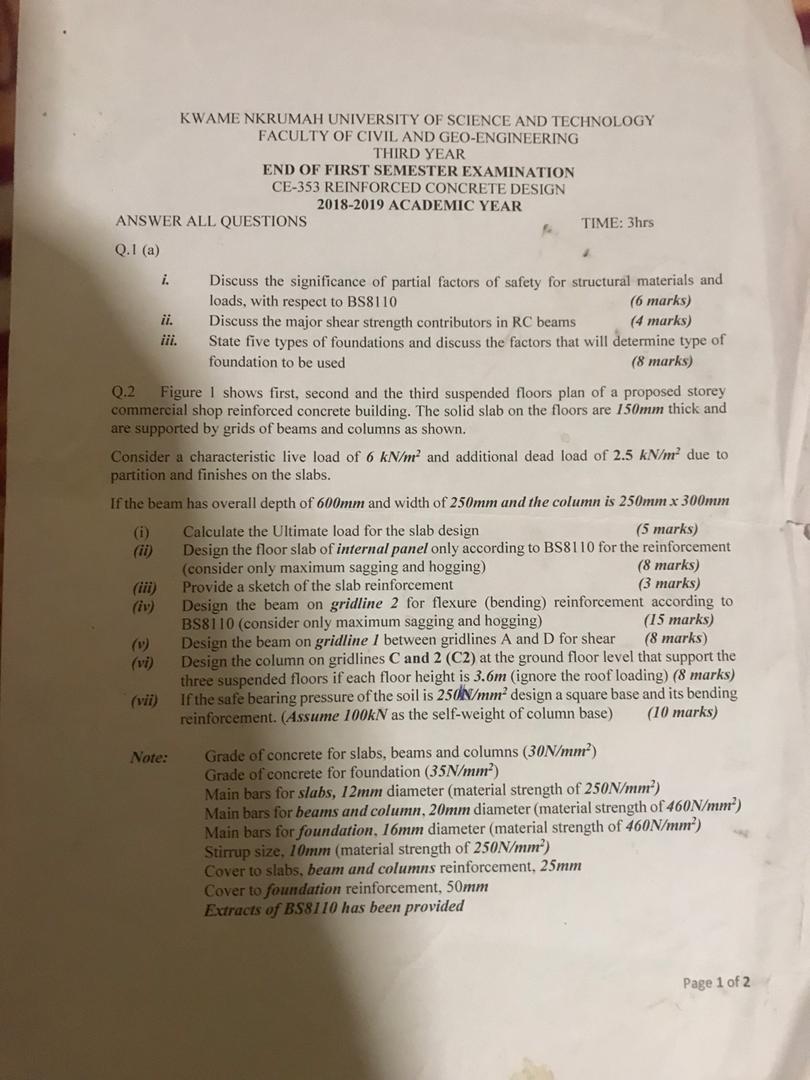 KWAME NKRUMAH UNIVERSITY OF SCIENCE AND TECHNOLOGY
FACULTY OF CIVIL AND GEO-ENGINEERING
THIRD YEAR
END OF FIRST SEMESTER EXAMINATION
CE-353 REINFORCED CONCRETE DESIGN
2018-2019 ACADEMIC YEAR
ANSWER ALL QUESTIONS TIME: 3hrs
Q.1 (a)
i. Discuss the significance of partial factors of safety for structural materials and
loads, with respect to BS8110 (6 marks)
ii. Discuss the major shear strength contributors in RC beams (4 marks)
iii. State five types of foundations and discuss the factors that will determine type of
foundation to be used (8 marks)
Q.2 Figure 1 shows first, second and the third suspended floors plan of a proposed storey
commercial shop reinforced concrete building. The solid slab on the floors are 150mm thick and
are supported by grids of beams and columns as shown.
Consider a characteristic live load of 6 kN/m² and additional dead load of 2.5 kN/m² due to
partition and finishes on the slabs.
If the beam has overall depth of 600mm and width of 250mm and the column is 250mm x 300mm
(i) Calculate the Ultimate load for the slab design (5 marks)
(ii) Design the floor slab of internal panel only according to BS8110 for the reinforcement
(consider only maximum sagging and hogging) (8 marks)
(iii) Provide a sketch of the slab reinforcement (3 marks)
(iv) Design the beam on gridline 2 for flexure (bending) reinforcement according to
BS8110 (consider only maximum sagging and hogging) (15 marks)
(v) Design the beam on gridline 1 between gridlines A and D for shear (8 marks)
(vi) Design the column on gridlines C and 2 (C2) at the ground floor level that support the
three suspended floors if each floor height is 3.6m (ignore the roof loading) (8 marks)
(vii) If the safe bearing pressure of the soil is 250N/mm² design a square base and its bending
reinforcement. (Assume 100kN as the self-weight of column base) (10 marks)
Note: Grade of concrete for slabs, beams and columns (30N/mm²)
Grade of concrete for foundation (35N/mm²)
Main bars for slabs, 12mm diameter (material strength of 250N/mm²)
Main bars for beams and column, 20mm diameter (material strength of 460N/mm²)
Main bars for foundation, 16mm diameter (material strength of 460N/mm²)
Stirrup size, 10mm (material strength of 250N/mm²)
Cover to slabs, beam and columns reinforcement, 25mm
Cover to foundation reinforcement, 50mm
Extracts of BS8110 has been provided
Page 1 of 2